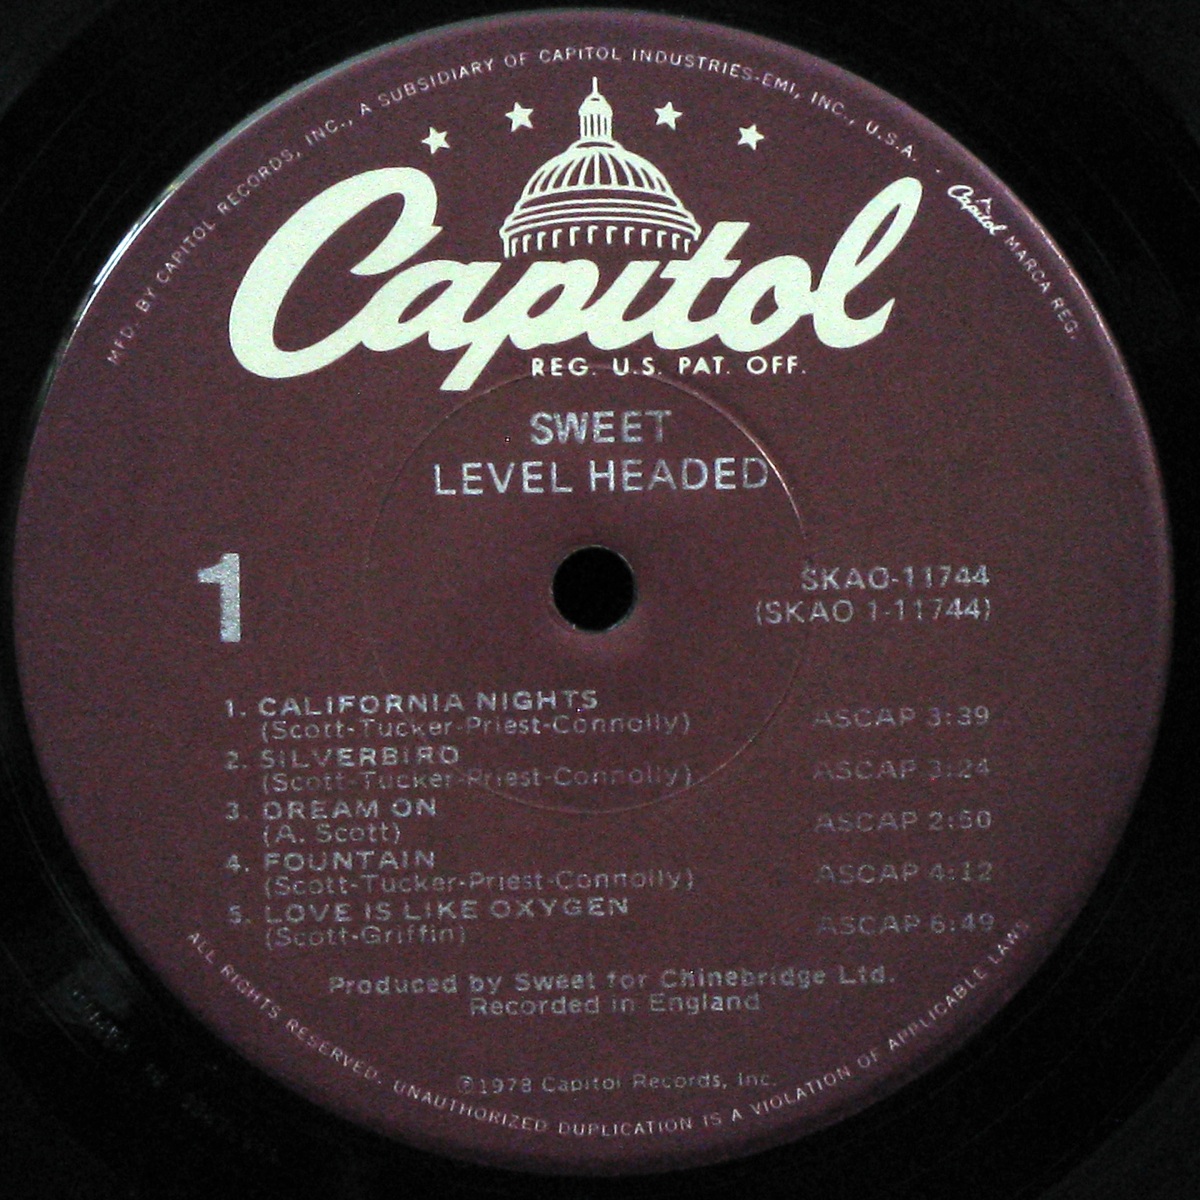 MFD. BY CAPITOL RECORDS, INC., A SUBSIDIARY OF CAPITOL INDUSTRIES-EMI, INC., U.S.A. · A Capitol MARCA REG.
Capitol
REG. U.S. PAT. OFF.
SWEET
LEVEL HEADED
1
SKAO-11744
(SKAO 1-11744)
1. CALIFORNIA NIGHTS
(Scott-Tucker-Priest-Connolly) ASCAP 3:39
2. SILVERBIRD
(Scott-Tucker-Priest-Connolly) ASCAP 3:24
3. DREAM ON
(A. Scott) ASCAP 2:50
4. FOUNTAIN
(Scott-Tucker-Priest-Connolly) ASCAP 4:12
5. LOVE IS LIKE OXYGEN
(Scott-Griffin) ASCAP 6:49
Produced by Sweet for Chinebridge Ltd.
Recorded in England
℗1978 Capitol Records, Inc.
ALL RIGHTS RESERVED. UNAUTHORIZED DUPLICATION IS A VIOLATION OF APPLICABLE LAWS